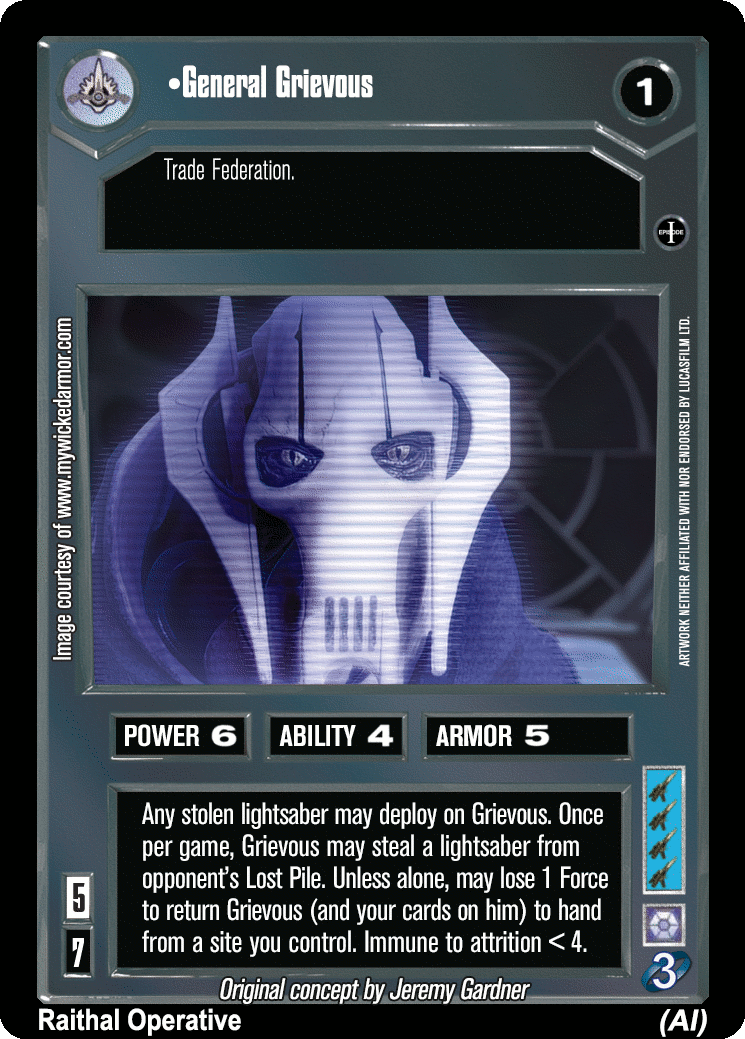 •General Grievous
1
Trade Federation.
EPISODE
I
Image courtesy of www.mywickedarmor.com
ARTWORK NEITHER AFFILIATED WITH NOR ENDORSED BY LUCASFILM LTD.
POWER 6
ABILITY 4
ARMOR 5
Any stolen lightsaber may deploy on Grievous. Once
per game, Grievous may steal a lightsaber from
opponent's Lost Pile. Unless alone, may lose 1 Force
to return Grievous (and your cards on him) to hand
from a site you control. Immune to attrition < 4.
5
7
3
Original concept by Jeremy Gardner
Raithal Operative
(AI)